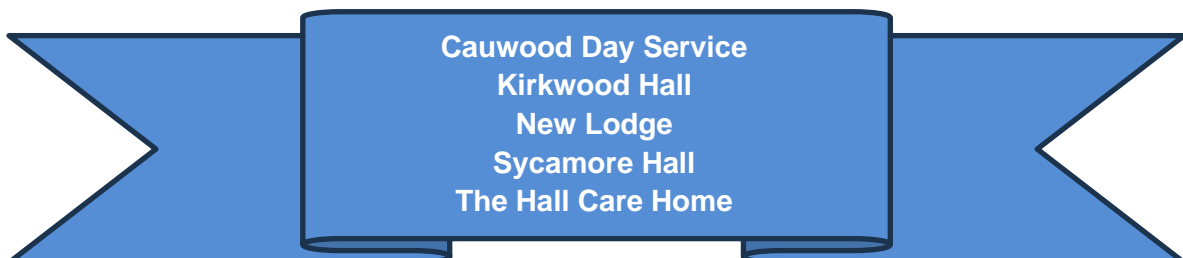 Cauwood Day Service
Kirkwood Hall
New Lodge
Sycamore Hall
The Hall Care Home